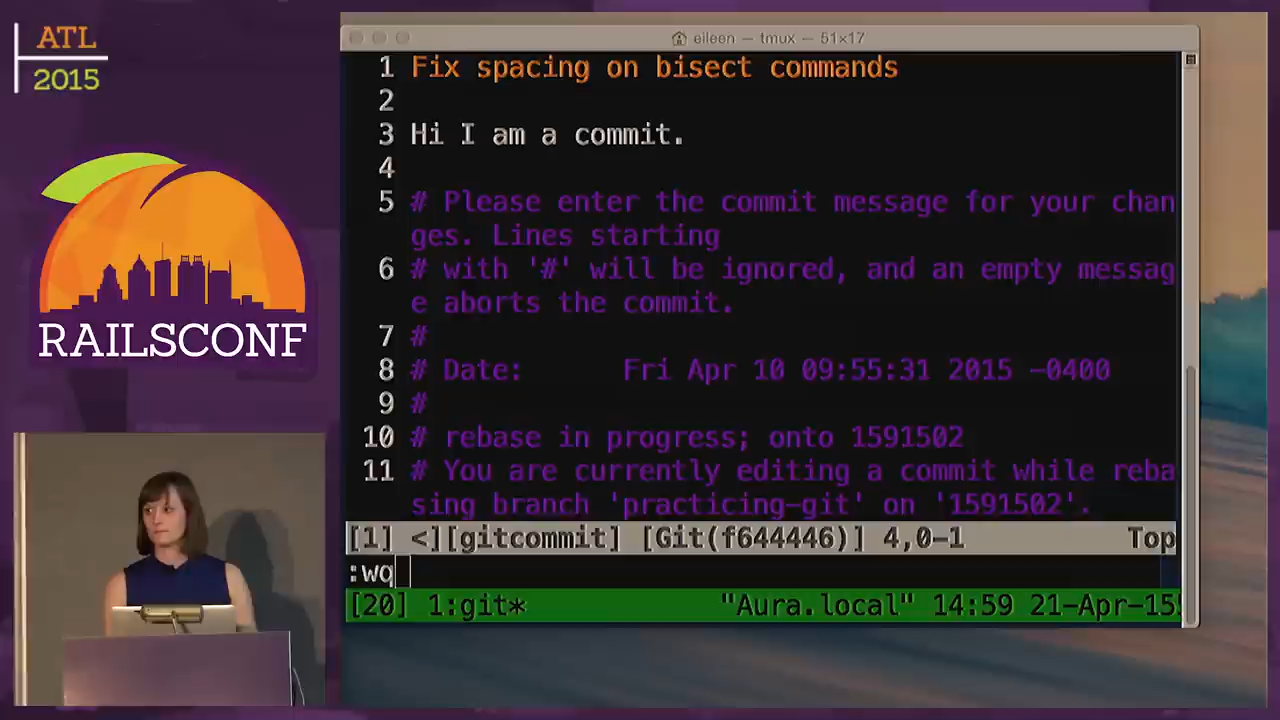 ATL
2015
RAILSCONF
eileen — tmux — 51×17
1 Fix spacing on bisect commands
2
3 Hi I am a commit.
4
5 # Please enter the commit message for your chan
ges. Lines starting
6 # with '#' will be ignored, and an empty messag
e aborts the commit.
7 #
8 # Date:      Fri Apr 10 09:55:31 2015 -0400
9 #
10 # rebase in progress; onto 1591502
11 # You are currently editing a commit while reba
sing branch 'practicing-git' on '1591502'.
[1] <][gitcommit] [Git(f644446)] 4,0-1 Top
:wq
[20] 1:git* "Aura.local" 14:59 21-Apr-15